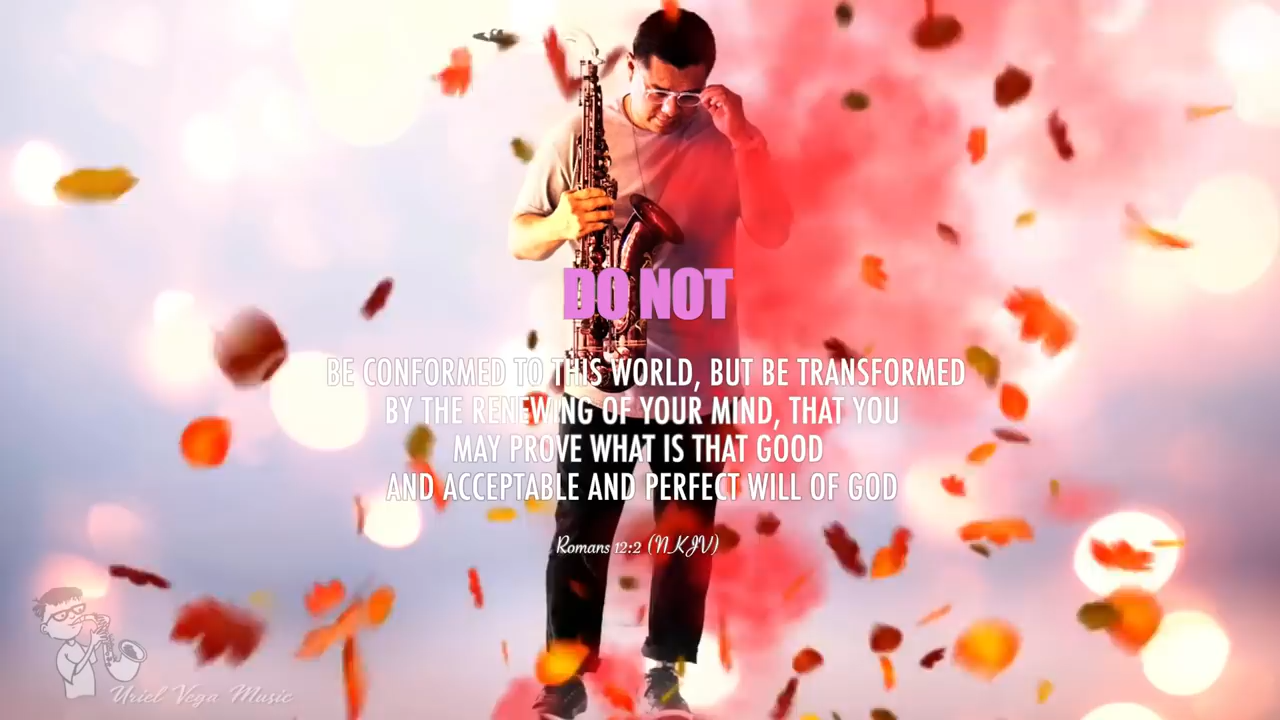 DO NOT
BE CONFORMED TO THIS WORLD, BUT BE TRANSFORMED
BY THE RENEWING OF YOUR MIND, THAT YOU
MAY PROVE WHAT IS THAT GOOD
AND ACCEPTABLE AND PERFECT WILL OF GOD
Romans 12:2 (NKJV)
Uriel Vega Music